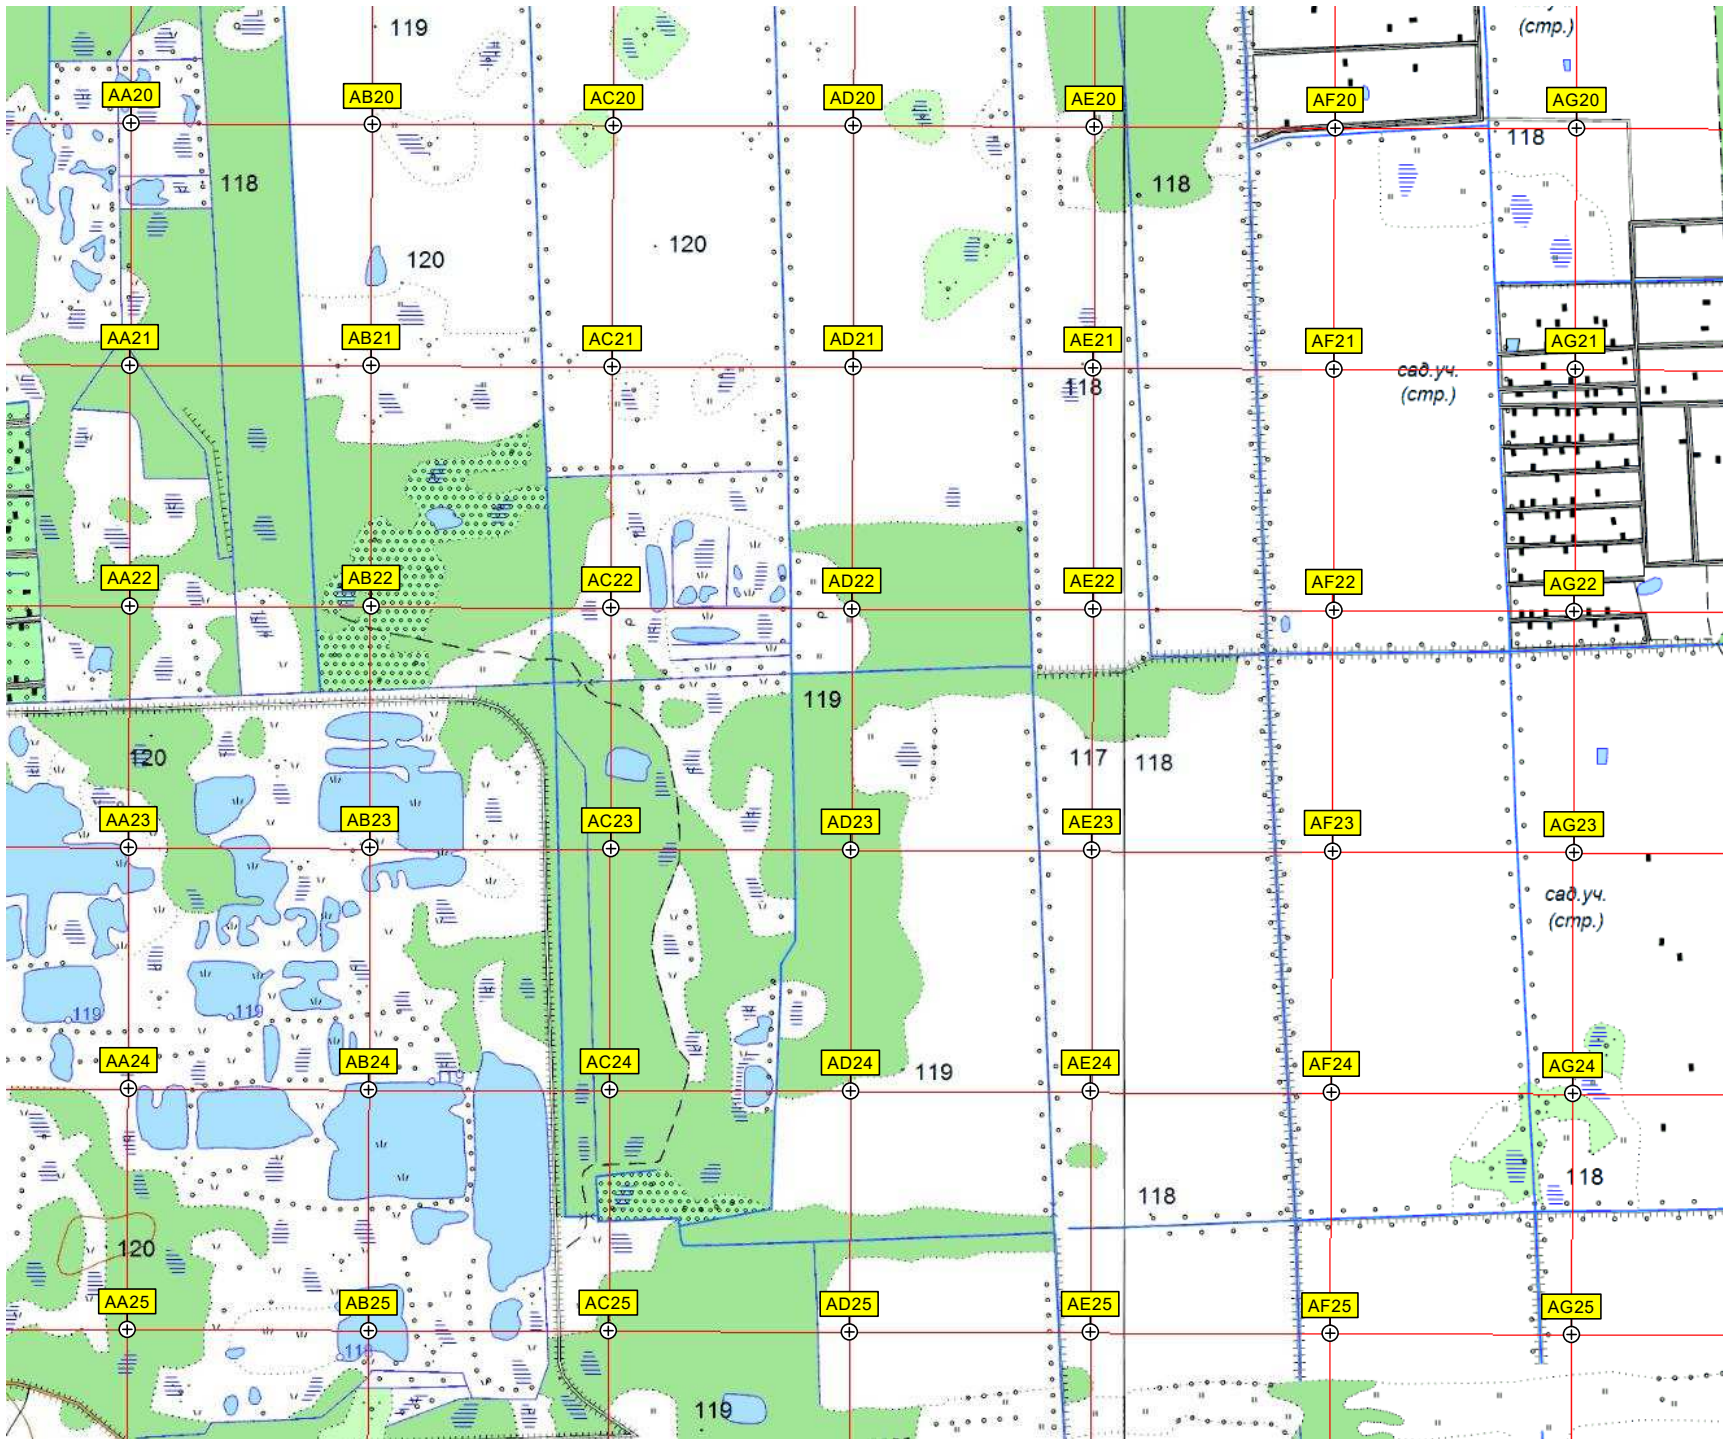 (стр.)
119
AA20
AB20
AC20
AD20
AE20
AF20
AG20
118
118
118
120
120
AA21
AB21
AC21
AD21
AE21
AF21
AG21
118
сад.уч.
(стр.)
AA22
AB22
AC22
AD22
AE22
AF22
AG22
119
120
117
118
AA23
AB23
AC23
AD23
AE23
AF23
AG23
сад.уч.
(стр.)
119
119
AA24
AB24
AC24
AD24
AE24
AF24
AG24
119
118
118
120
AA25
AB25
AC25
AD25
AE25
AF25
AG25
119